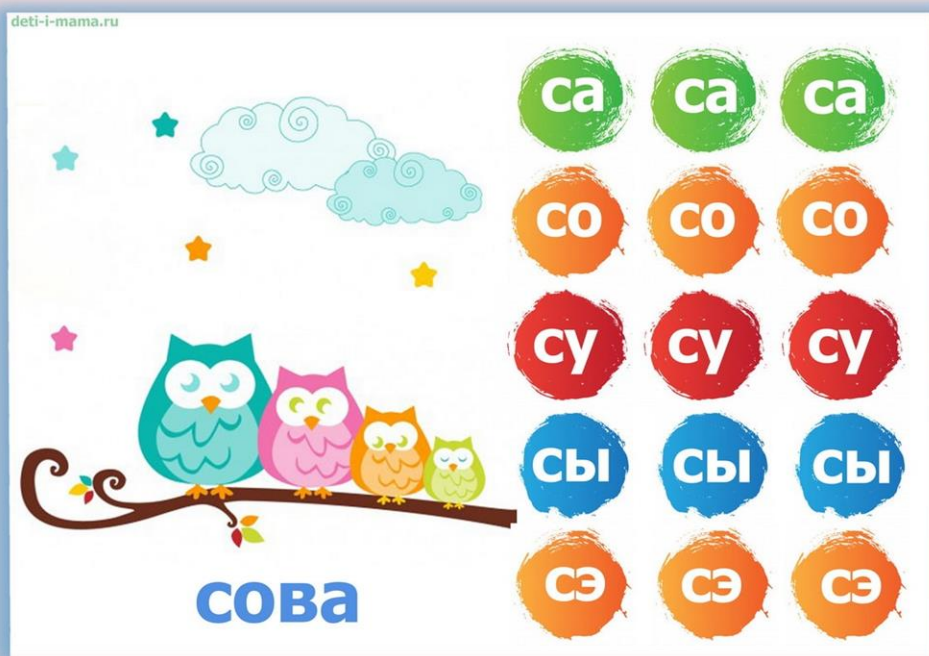 deti-i-mama.ru
са са са
со со со
су су су
сы сы сы
сэ сэ сэ
сова